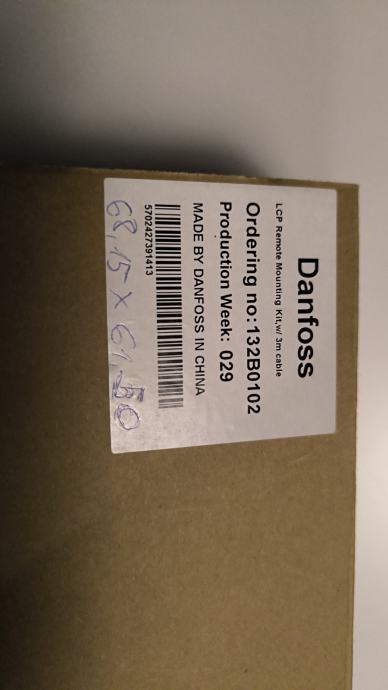 Danfoss
LCP Remote Mounting Kit,w/ 3m cable
Ordering no:132B0102
Production Week: 029
MADE BY DANFOSS IN CHINA
5702427391413
68,15 x 61,50